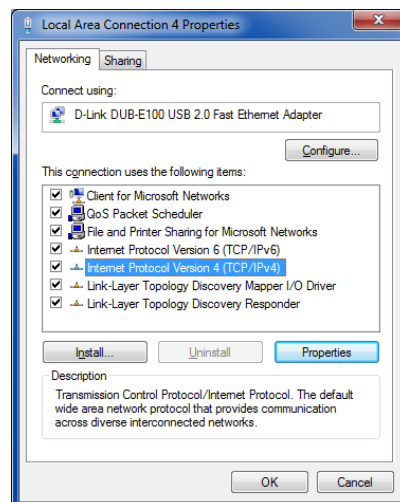 Local Area Connection 4 Properties
Networking
Sharing
Connect using:
D-Link DUB-E100 USB 2.0 Fast Ethernet Adapter
Configure...
This connection uses the following items:
Client for Microsoft Networks
QoS Packet Scheduler
File and Printer Sharing for Microsoft Networks
Internet Protocol Version 6 (TCP/IPv6)
Internet Protocol Version 4 (TCP/IPv4)
Link-Layer Topology Discovery Mapper I/O Driver
Link-Layer Topology Discovery Responder
Install...
Uninstall
Properties
Description
Transmission Control Protocol/Internet Protocol. The default
wide area network protocol that provides communication
across diverse interconnected networks.
OK
Cancel